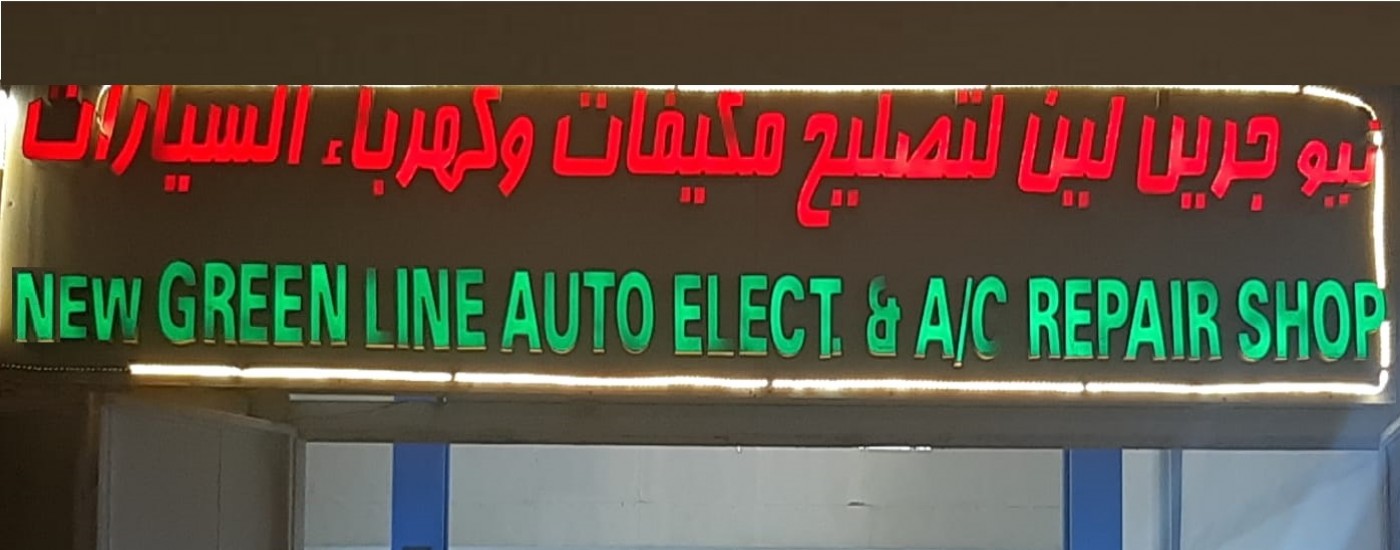 نيو جرين لين لتصليح مكيفات وكهرباء السيارات
NEW GREEN LINE AUTO ELECT. & A/C REPAIR SHOP